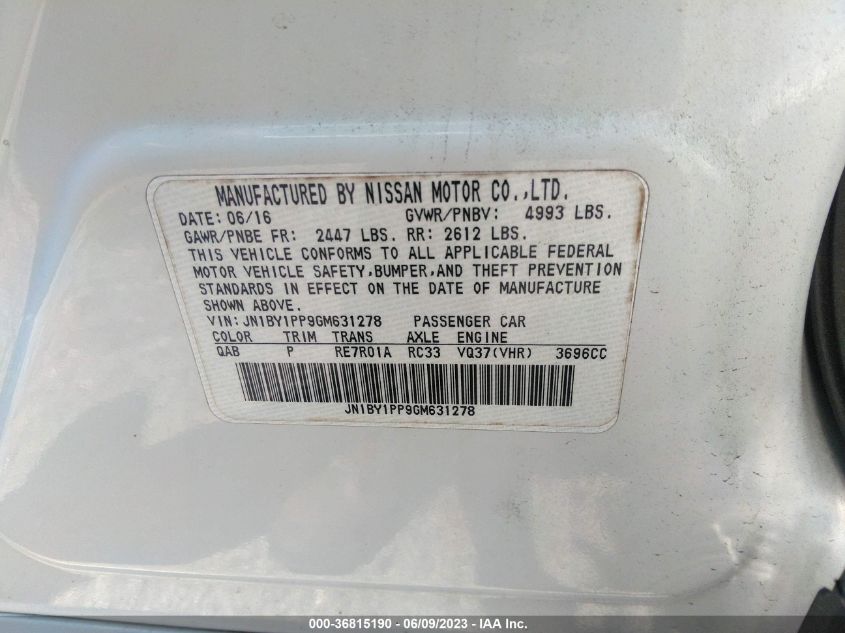 MANUFACTURED BY NISSAN MOTOR CO.,LTD.
DATE: 06/16 GVWR/PNBV: 4993 LBS.
GAWR/PNBE FR: 2447 LBS. RR: 2612 LBS.
THIS VEHICLE CONFORMS TO ALL APPLICABLE FEDERAL
MOTOR VEHICLE SAFETY,BUMPER,AND THEFT PREVENTION
STANDARDS IN EFFECT ON THE DATE OF MANUFACTURE
SHOWN ABOVE.
VIN:JN1BY1PP9GM631278 PASSENGER CAR
COLOR TRIM TRANS AXLE ENGINE
QAB P RE7R01A RC33 VQ37(VHR) 3696CC
JN1BY1PP9GM631278
000-36815190 - 06/09/2023 - IAA Inc.